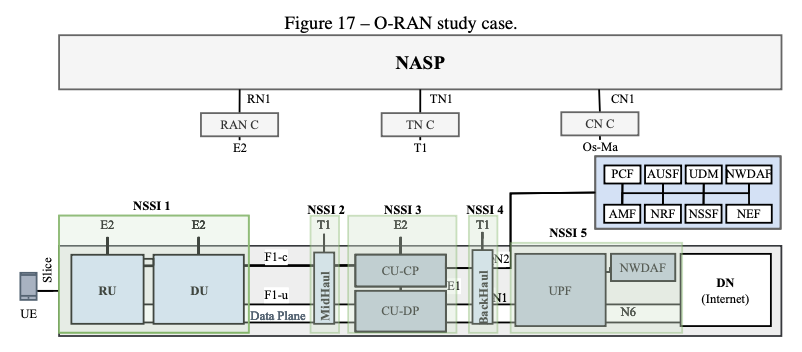 Figure 17 – O-RAN study case.
NASP
RN1
TN1
CN1
RAN C
TN C
CN C
E2
T1
Os-Ma
PCF
AUSF
UDM
NWDAF
AMF
NRF
NSSF
NEF
NSSI 1
NSSI 2
NSSI 3
NSSI 4
NSSI 5
E2
E2
T1
E2
T1
Slice
UE
RU
DU
F1-c
F1-u
Data Plane
MidHaul
CU-CP
CU-DP
E1
BackHaul
N2
N1
UPF
NWDAF
N6
DN
(Internet)